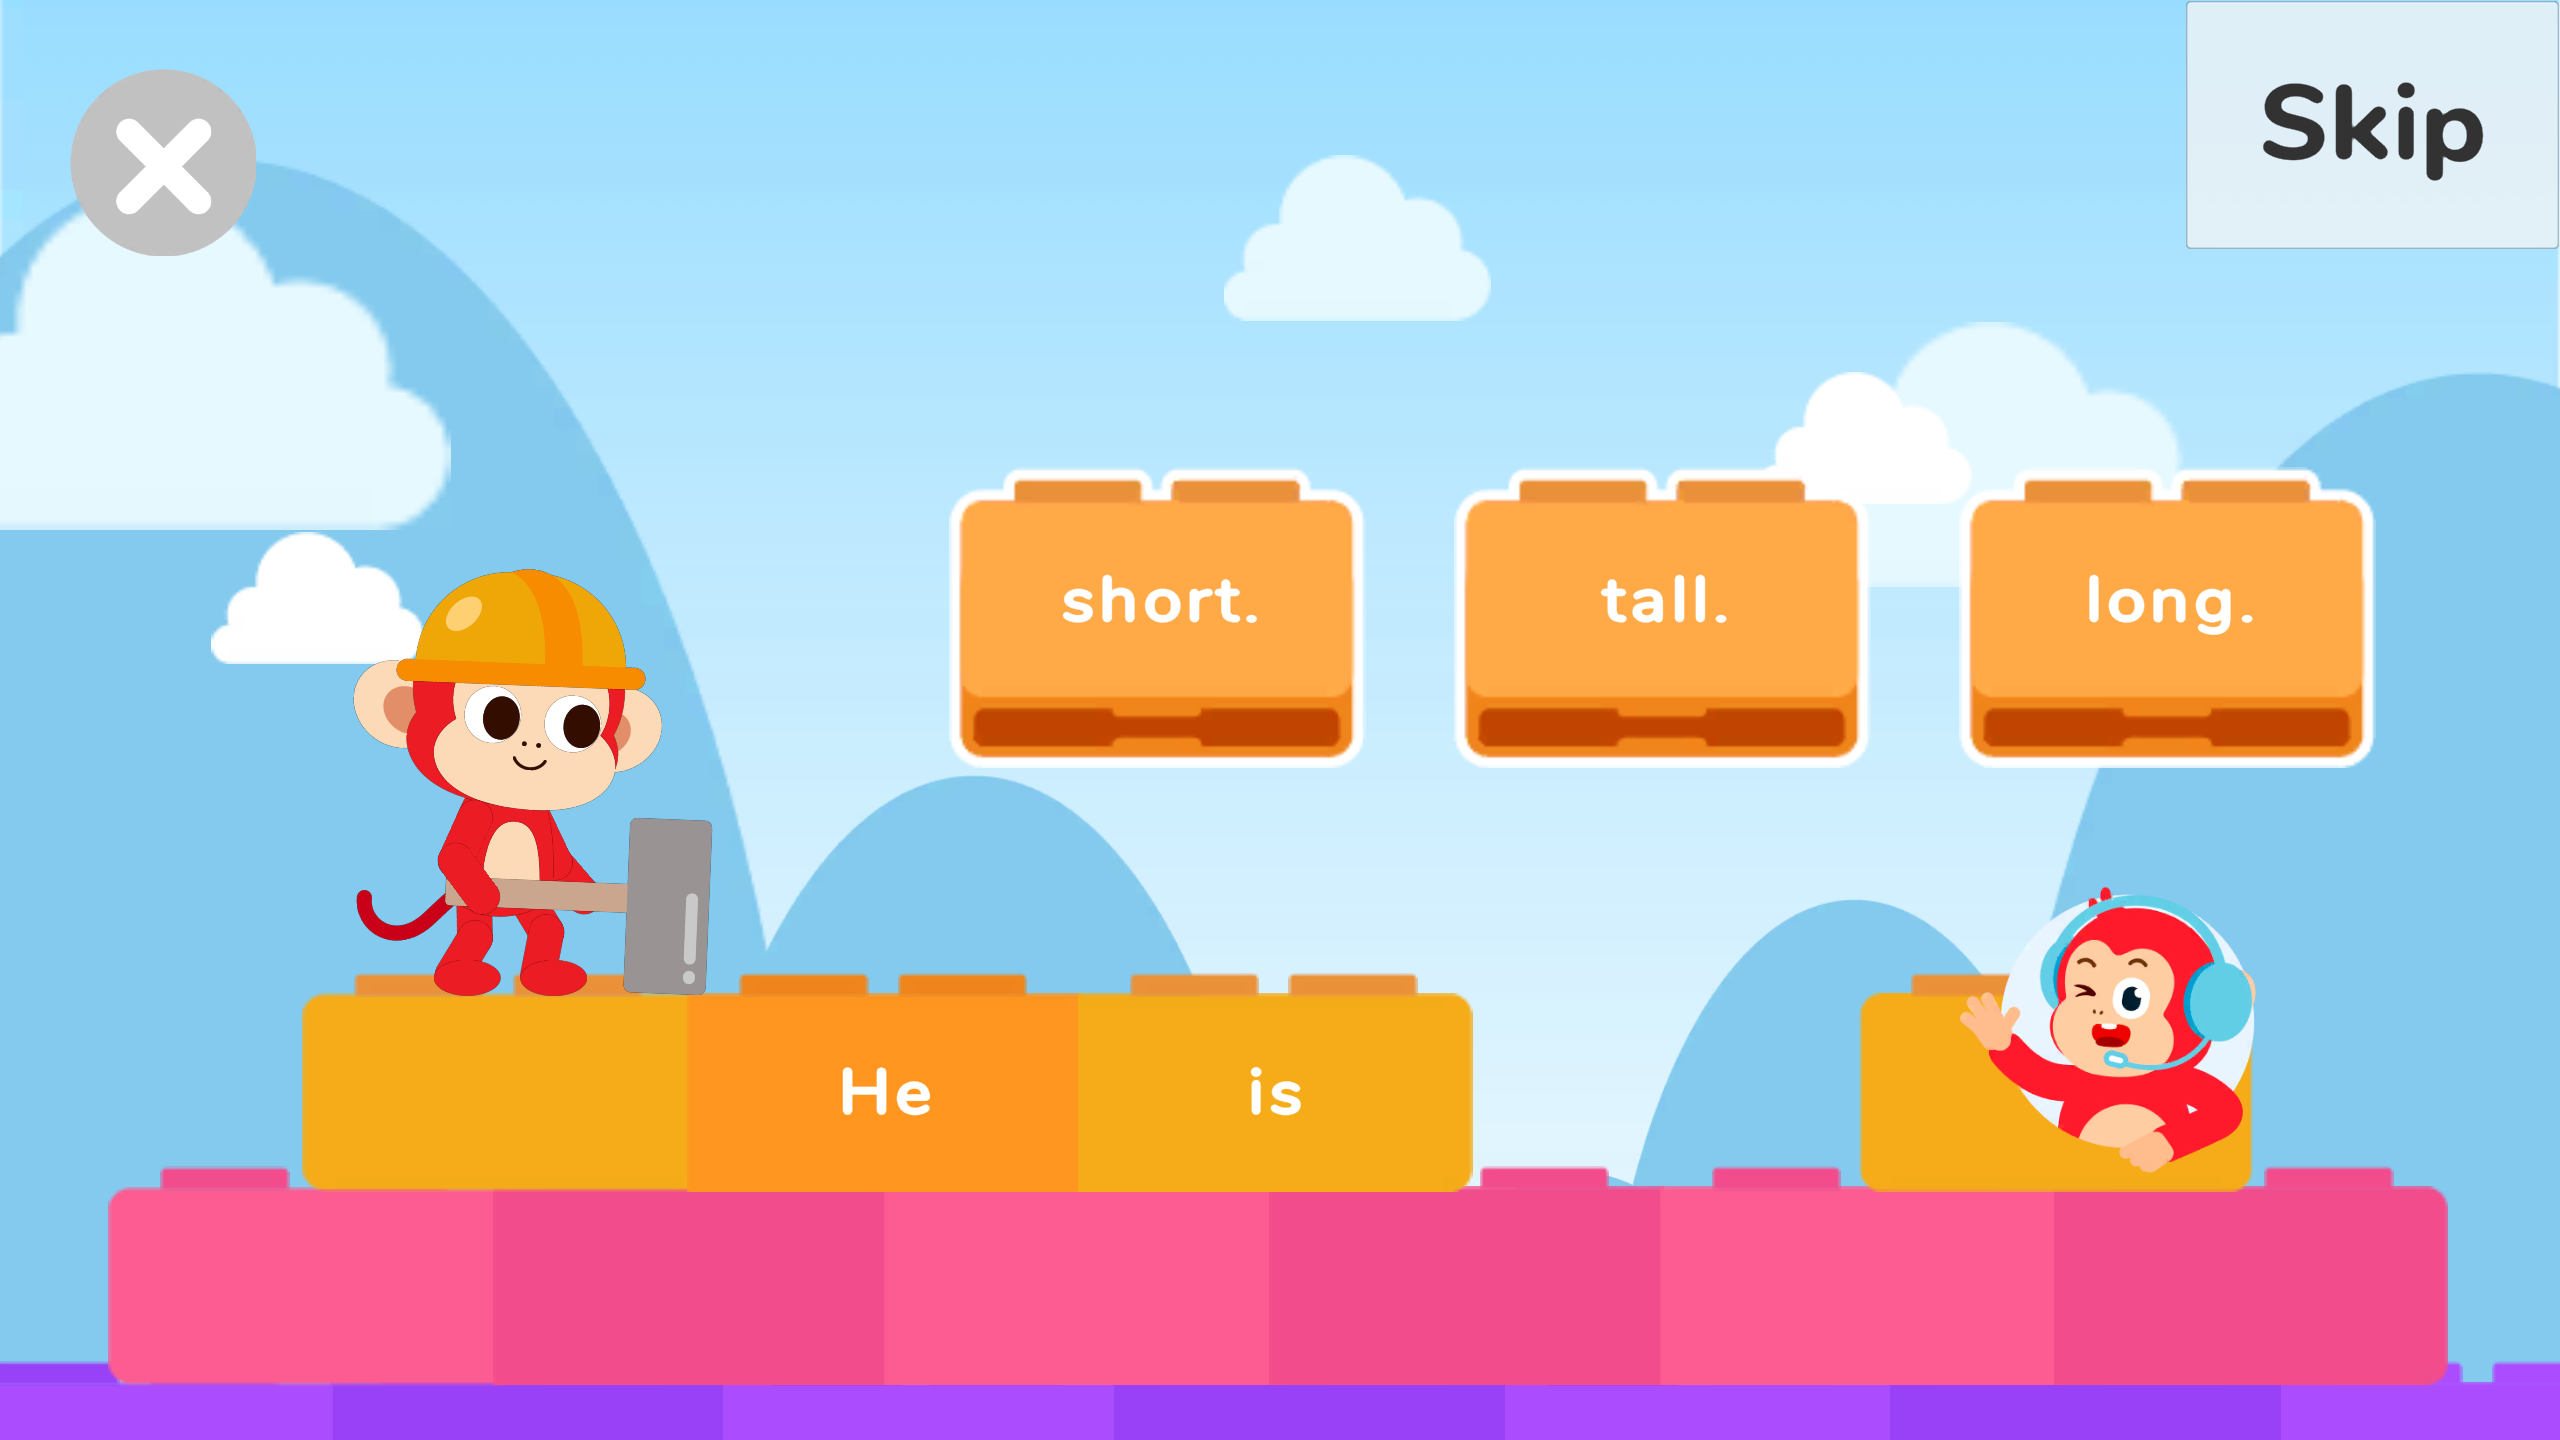 Skip
short.
tall.
long.
He is